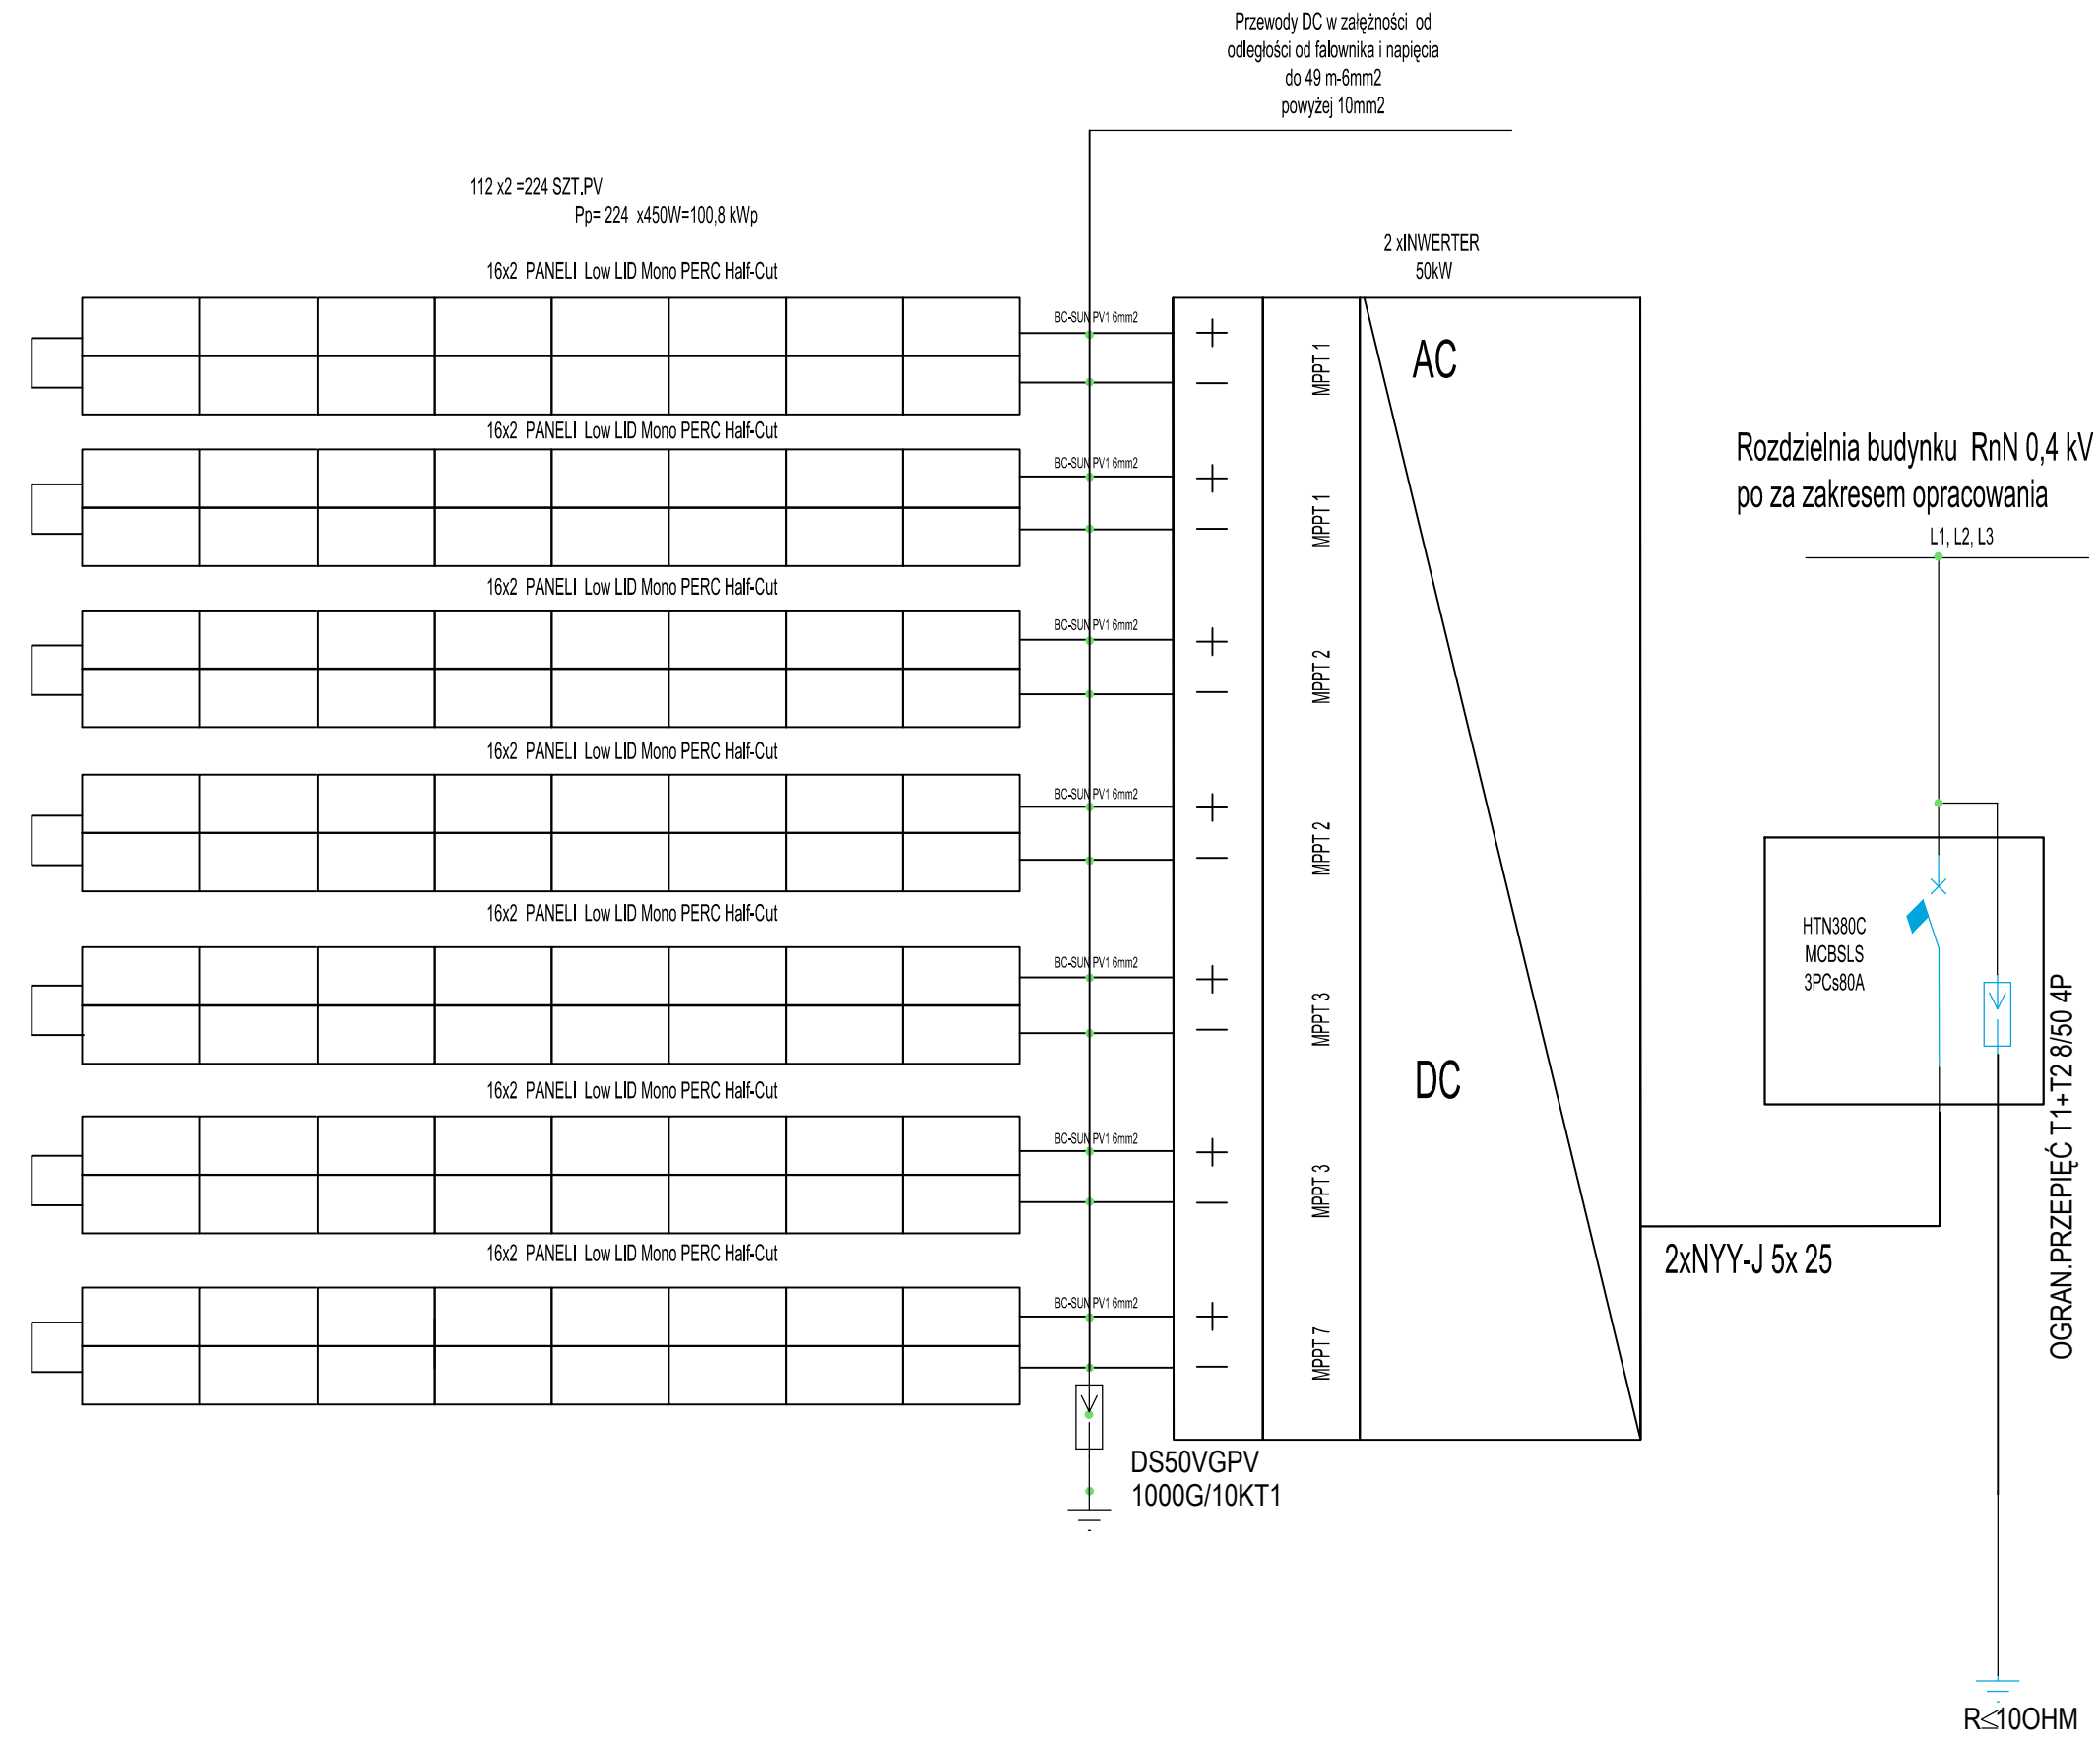 Przewody DC w załężności od
odległości od falownika i napięcia
do 49 m-6mm2
powyżej 10mm2
112 x2 =224 SZT.PV
Pp= 224 x450W=100,8 kWp
2 xINWERTER
50kW
16x2 PANELI Low LID Mono PERC Half-Cut
BC-SUN PV1 6mm2
MPPT 1
AC
16x2 PANELI Low LID Mono PERC Half-Cut
BC-SUN PV1 6mm2
MPPT 1
Rozdzielnia budynku RnN 0,4 kV
po za zakresem opracowania
L1, L2, L3
16x2 PANELI Low LID Mono PERC Half-Cut
BC-SUN PV1 6mm2
MPPT 2
16x2 PANELI Low LID Mono PERC Half-Cut
BC-SUN PV1 6mm2
MPPT 2
16x2 PANELI Low LID Mono PERC Half-Cut
BC-SUN PV1 6mm2
MPPT 3
HTN380C
MCBSLS
3PCs80A
OGRAN.PRZEPIĘĆ T1+T2 8/50 4P
DC
16x2 PANELI Low LID Mono PERC Half-Cut
BC-SUN PV1 6mm2
MPPT 3
16x2 PANELI Low LID Mono PERC Half-Cut
BC-SUN PV1 6mm2
MPPT 7
2xNYY-J 5x 25
DS50VGPV
1000G/10KT1
R≤10OHM